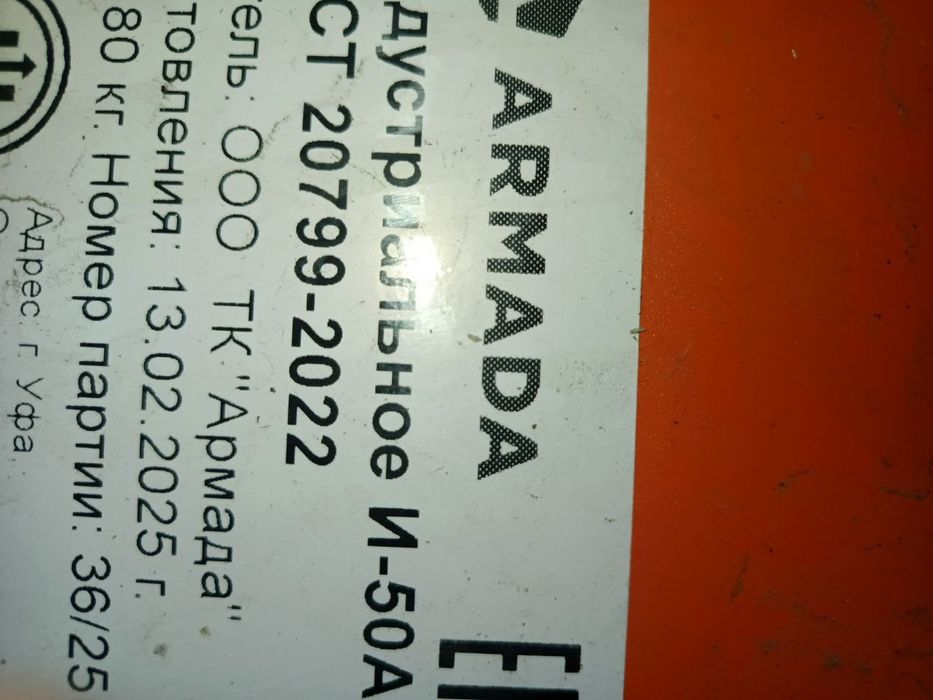 ARMADA
дустриальное И-50А
СТ 20799-2022
тель: ООО ТК "Армада"
товления: 13.02.2025 г.
80 кг. Номер партии: 36/25
Адрес: г. Уфа